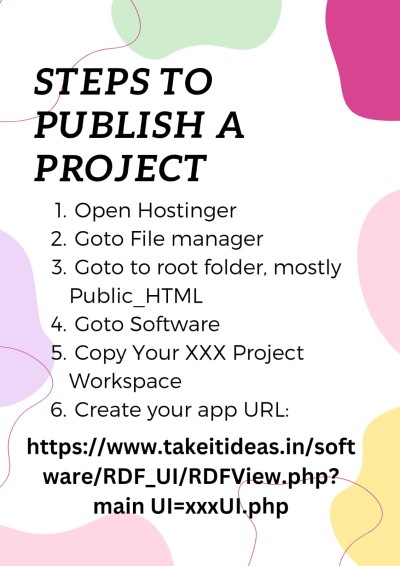 STEPS TO
PUBLISH A
PROJECT
1. Open Hostinger
2. Goto File manager
3. Goto to root folder, mostly
Public_HTML
4. Goto Software
5. Copy Your XXX Project
Workspace
6. Create your app URL:
https://www.takeitideas.in/soft
ware/RDF_UI/RDFView.php?
main UI=xxxUI.php